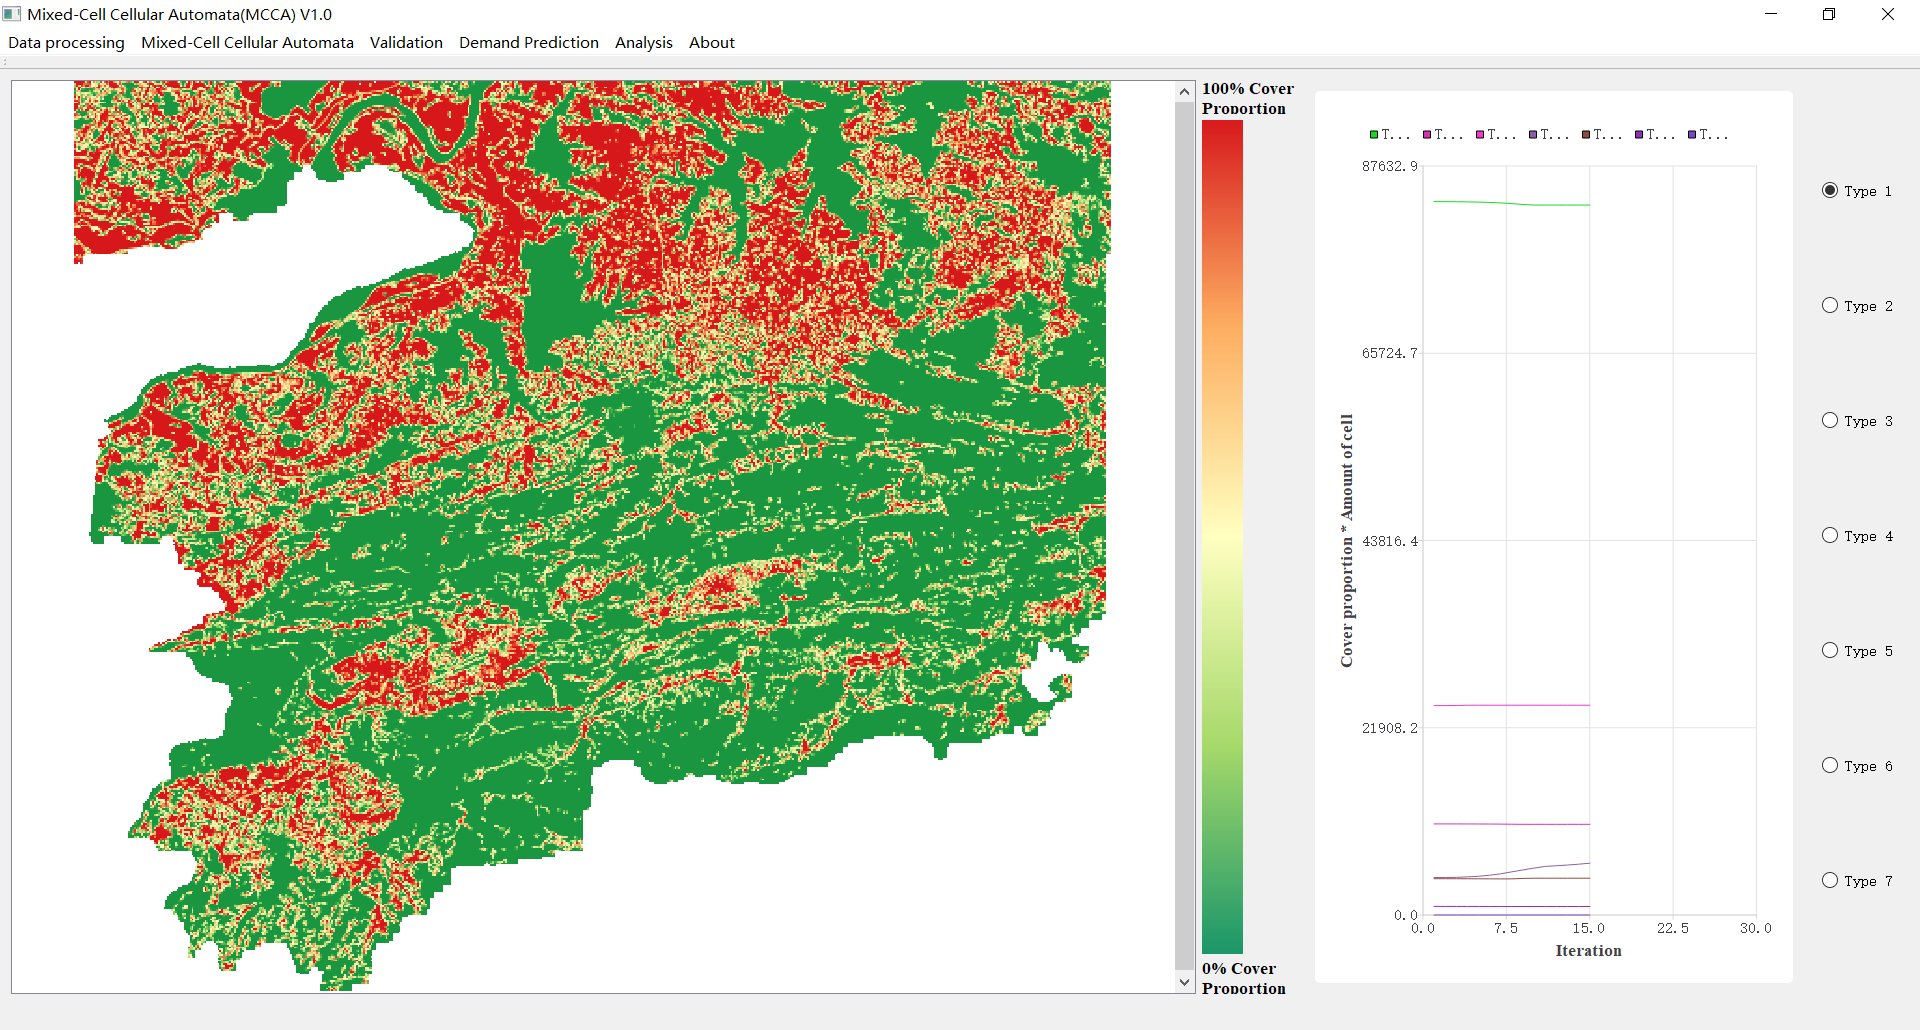 Mixed-Cell Cellular Automata(MCCA) V1.0
Data processing Mixed-Cell Cellular Automata Validation Demand Prediction Analysis About
100% Cover
Proportion
0% Cover
Proportion
T... T... T... T... T... T... T...
87632.9
65724.7
43816.4
21908.2
0.0
Cover proportion * Amount of cell
0.0 7.5 15.0 22.5 30.0
Iteration
Type 1
Type 2
Type 3
Type 4
Type 5
Type 6
Type 7